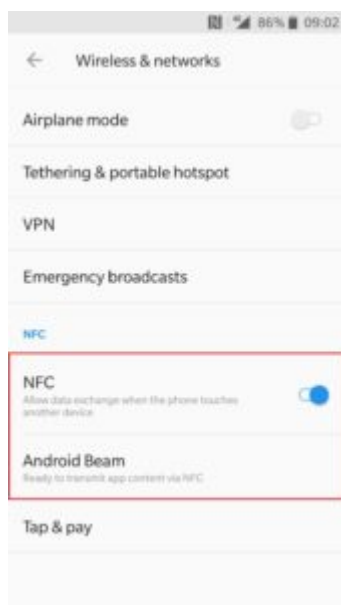 86% 09:02
Wireless & networks
Airplane mode
Tethering & portable hotspot
VPN
Emergency broadcasts
NFC
NFC
Allow data exchange when the phone touches
another device
Android Beam
Ready to transmit app content via NFC
Tap & pay